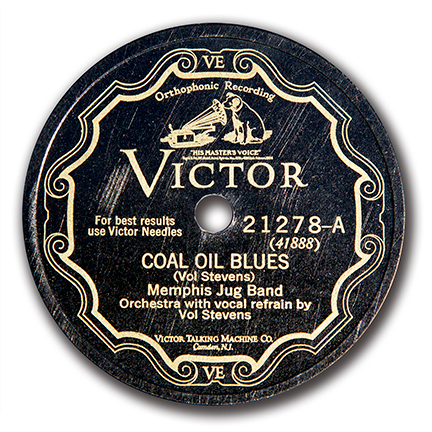 VE
Orthophonic Recording
"HIS MASTER'S VOICE"
VICTOR
For best results
use Victor Needles
21278-A
(41888)
COAL OIL BLUES
(Vol Stevens)
Memphis Jug Band
Orchestra with vocal refrain by
Vol Stevens
VICTOR TALKING MACHINE CO.
Camden, N.J.
VE